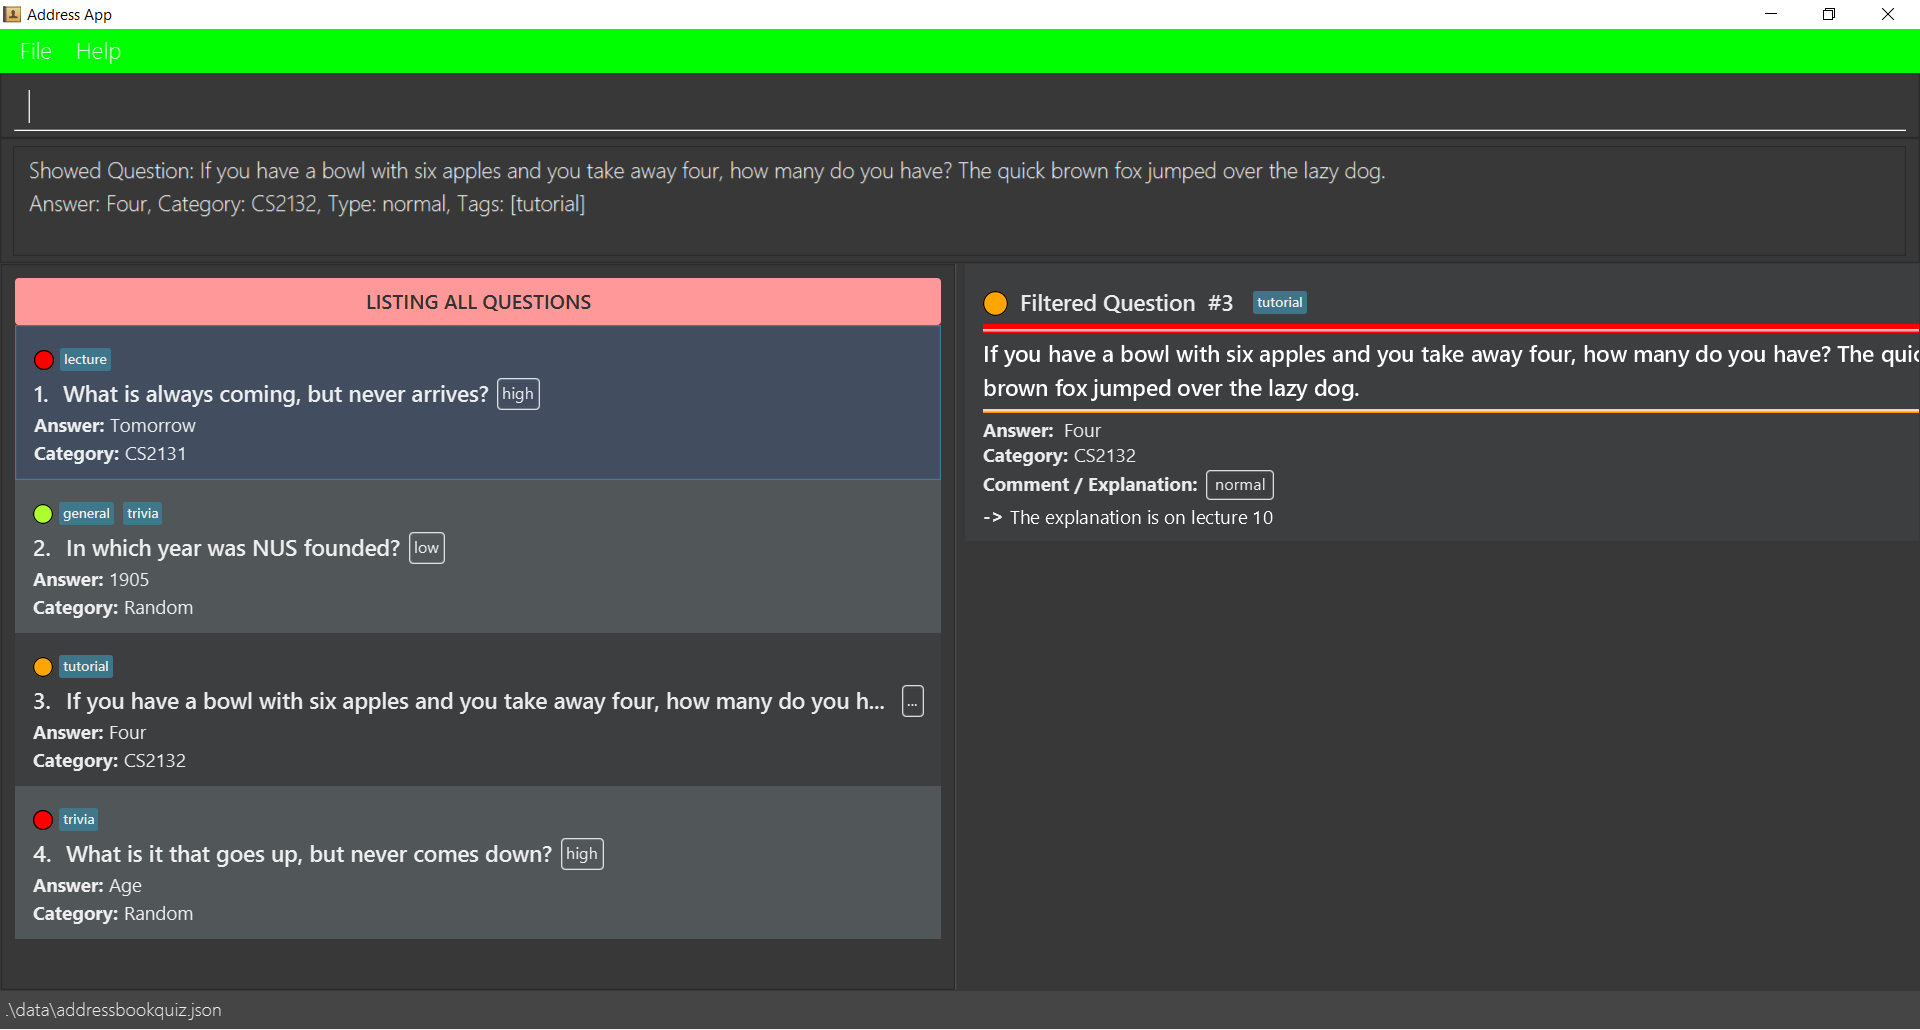 Address App
File Help
Showed Question: If you have a bowl with six apples and you take away four, how many do you have? The quick brown fox jumped over the lazy dog.
Answer: Four, Category: CS2132, Type: normal, Tags: [tutorial]
LISTING ALL QUESTIONS
lecture
1. What is always coming, but never arrives? high
Answer: Tomorrow
Category: CS2131
general trivia
2. In which year was NUS founded? low
Answer: 1905
Category: Random
tutorial
3. If you have a bowl with six apples and you take away four, how many do you h... ...
Answer: Four
Category: CS2132
trivia
4. What is it that goes up, but never comes down? high
Answer: Age
Category: Random
Filtered Question #3 tutorial
If you have a bowl with six apples and you take away four, how many do you have? The quic
brown fox jumped over the lazy dog.
Answer: Four
Category: CS2132
Comment / Explanation: normal
-> The explanation is on lecture 10
.\data\addressbookquiz.json